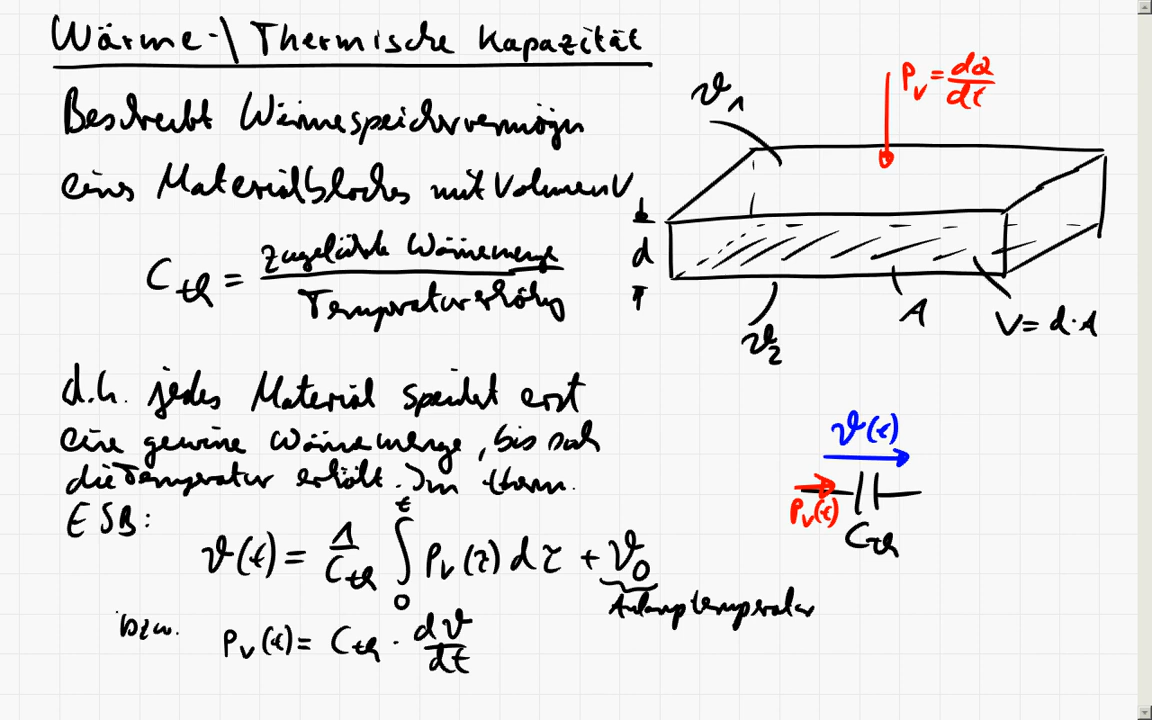 Wärme-\ Thermische Kapazität
Beschreibt Wärmespeichervermögen
eines Materialblockes mit Volumen V
C_th = zugeführte Wärmemenge / Temperaturerhöhung
d.h. jedes Material speichert erst
eine gewisse Wärmemenge, bis sich
die Temperatur erhöht. Im therm.
ESB:
ϑ(t) = 1/C_th ∫_0^t P_v(τ) dτ + ϑ_0
Anfangstemperatur
bzw. P_v(t) = C_th · dϑ/dt
ϑ_1
P_v = dQ/dt
d
ϑ_2
A
V = d·A
ϑ(t)
P_v(t)
C_th